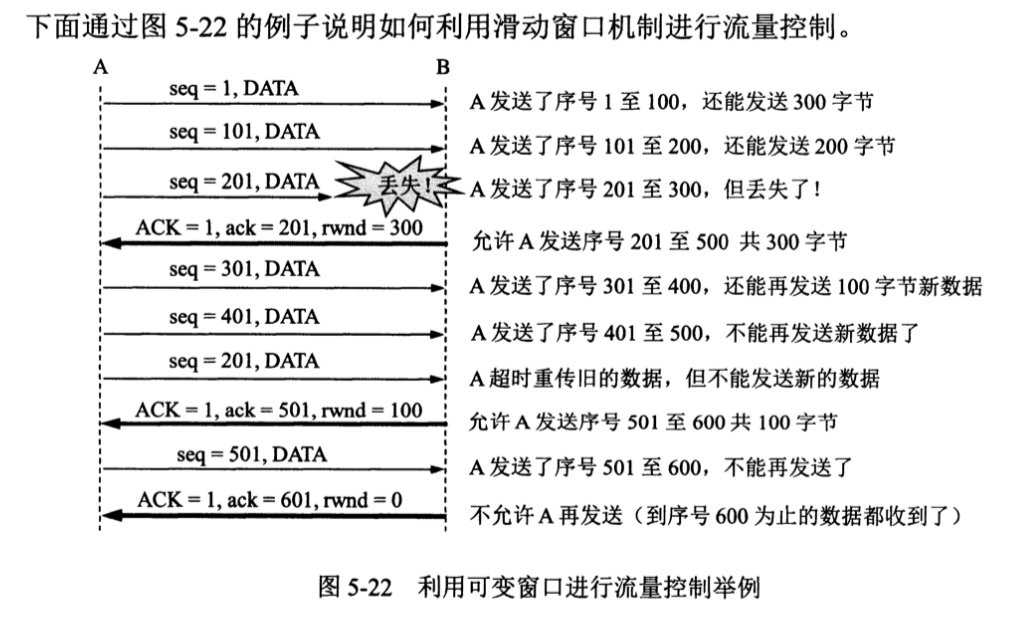 下面通过图 5-22 的例子说明如何利用滑动窗口机制进行流量控制。
A B
seq = 1, DATA A 发送了序号 1 至 100，还能发送 300 字节
seq = 101, DATA A 发送了序号 101 至 200，还能发送 200 字节
seq = 201, DATA 丢失! A 发送了序号 201 至 300，但丢失了！
ACK = 1, ack = 201, rwnd = 300 允许 A 发送序号 201 至 500 共 300 字节
seq = 301, DATA A 发送了序号 301 至 400，还能再发送 100 字节新数据
seq = 401, DATA A 发送了序号 401 至 500，不能再发送新数据了
seq = 201, DATA A 超时重传旧的数据，但不能发送新的数据
ACK = 1, ack = 501, rwnd = 100 允许 A 发送序号 501 至 600 共 100 字节
seq = 501, DATA A 发送了序号 501 至 600，不能再发送了
ACK = 1, ack = 601, rwnd = 0 不允许 A 再发送（到序号 600 为止的数据都收到了）
图 5-22 利用可变窗口进行流量控制举例